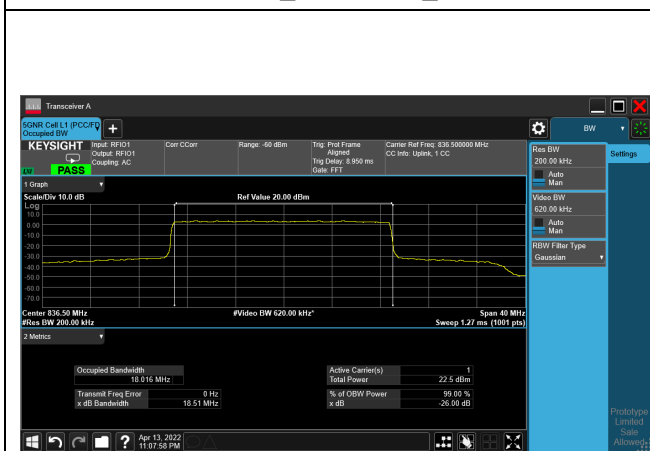 Transceiver A
5GNR Cell L1 (PCC/FD
Occupied BW
KEYSIGHT
Input: RFIO1
Output: RFIO1
Coupling: AC
Corr CCorr
Range: -60 dBm
Trig: Prot Frame
Aligned
Trig Delay: 8.950 ms
Gate: FFT
Carrier Ref Freq: 836.500000 MHz
CC Info: Uplink, 1 CC
PASS
1 Graph
Scale/Div 10.0 dB
Ref Value 20.00 dBm
Log
10.0
0.00
-10.0
-20.0
-30.0
-40.0
-50.0
-60.0
-70.0
Center 836.50 MHz
#Video BW 620.00 kHz*
Span 40 MHz
#Res BW 200.00 kHz
Sweep 1.27 ms (1001 pts)
2 Metrics
Occupied Bandwidth
18.016 MHz
Transmit Freq Error 0 Hz
x dB Bandwidth 18.51 MHz
Active Carrier(s) 1
Total Power 22.5 dBm
% of OBW Power 99.00 %
x dB -26.00 dB
BW
Settings
Res BW
200.00 kHz
Auto
Man
Video BW
620.00 kHz
Auto
Man
RBW Filter Type
Gaussian
Prototype
Limited
Sale
Allowed
?
Apr 13, 2022
11:07:58 PM